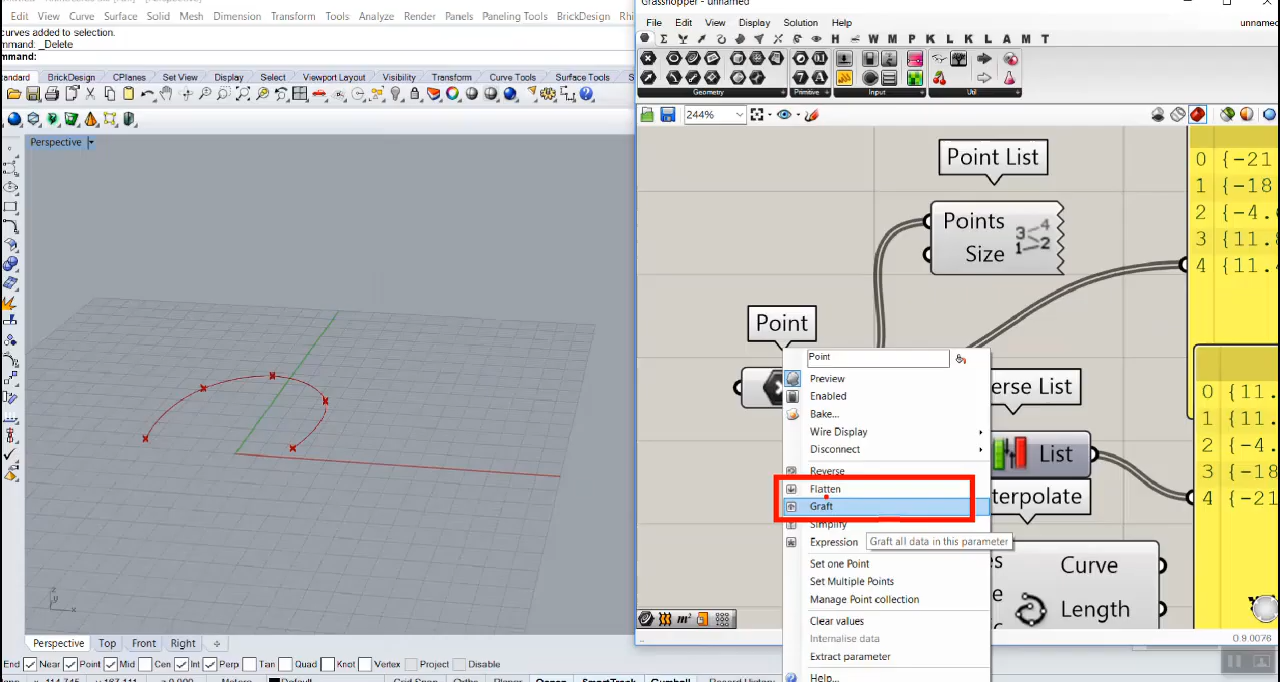 Edit View Curve Surface Solid Mesh Dimension Transform Tools Analyze Render Panels Paneling Tools BrickDesign
curves added to selection.
mmand: _Delete
mmand:
andard BrickDesign CPlanes Set View Display Select Viewport Layout Visibility Transform Curve Tools Surface Tools
Perspective
Grasshopper - unnamed
File Edit View Display Solution Help
unname
H W M P K L K L A M T
Geometry Primitive Input Util
244%
Point List
Points
Size
Point
0 {-21
1 {-18
2 {-4.
3 {11.
4 {11.
Point
Preview
Enabled
Bake...
Wire Display
Disconnect
Reverse
Flatten
Graft
Simplify
Expression
Graft all data in this parameter
Set one Point
Set Multiple Points
Manage Point collection
Clear values
Internalise data
Extract parameter
Help...
erse List
List
terpolate
Curve
Length
0 {11.
1 {11.
2 {-4.
3 {-18
4 {-21
0.9.0076
Perspective Top Front Right
End Near Point Mid Cen Int Perp Tan Quad Knot Vertex Project Disable